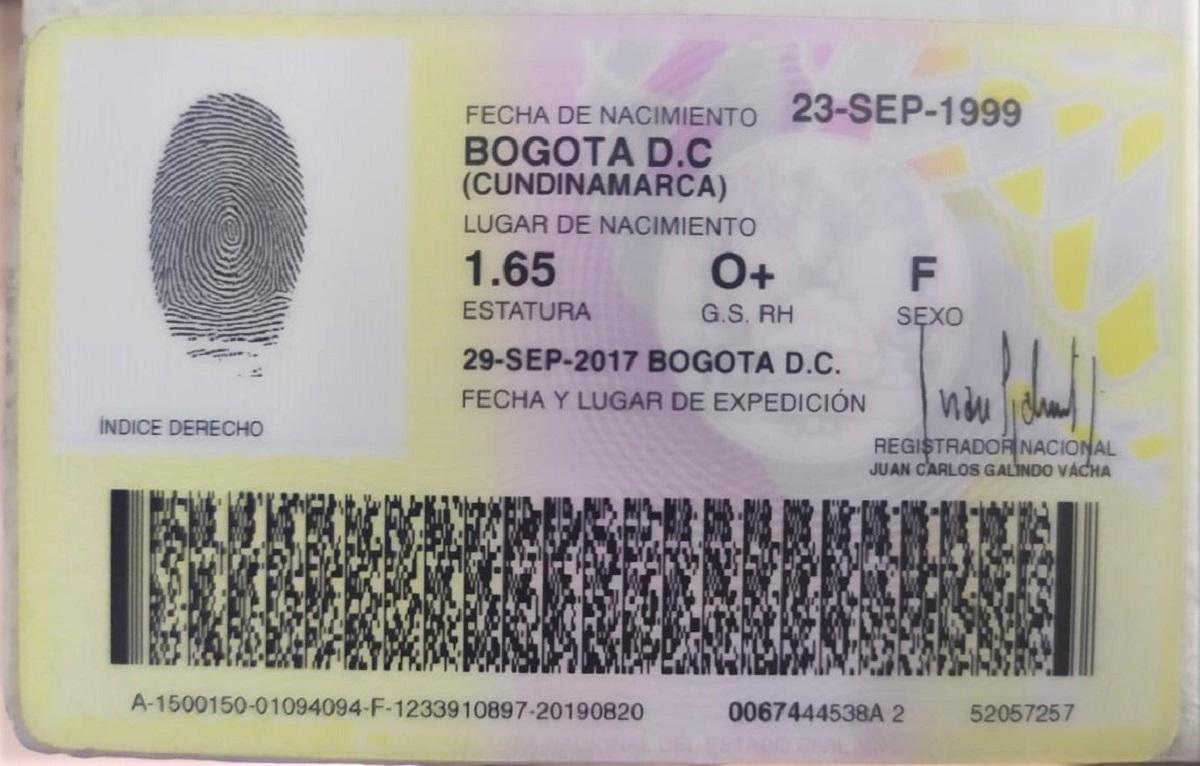 FECHA DE NACIMIENTO 23-SEP-1999
BOGOTA D.C
(CUNDINAMARCA)
LUGAR DE NACIMIENTO
1.65 O+ F
ESTATURA G.S. RH SEXO
29-SEP-2017 BOGOTA D.C.
FECHA Y LUGAR DE EXPEDICIÓN
ÍNDICE DERECHO
REGISTRADOR NACIONAL
JUAN CARLOS GALINDO VACHA
A-1500150-01094094-F-1233910897-20190820 0067444538A 2 52057257